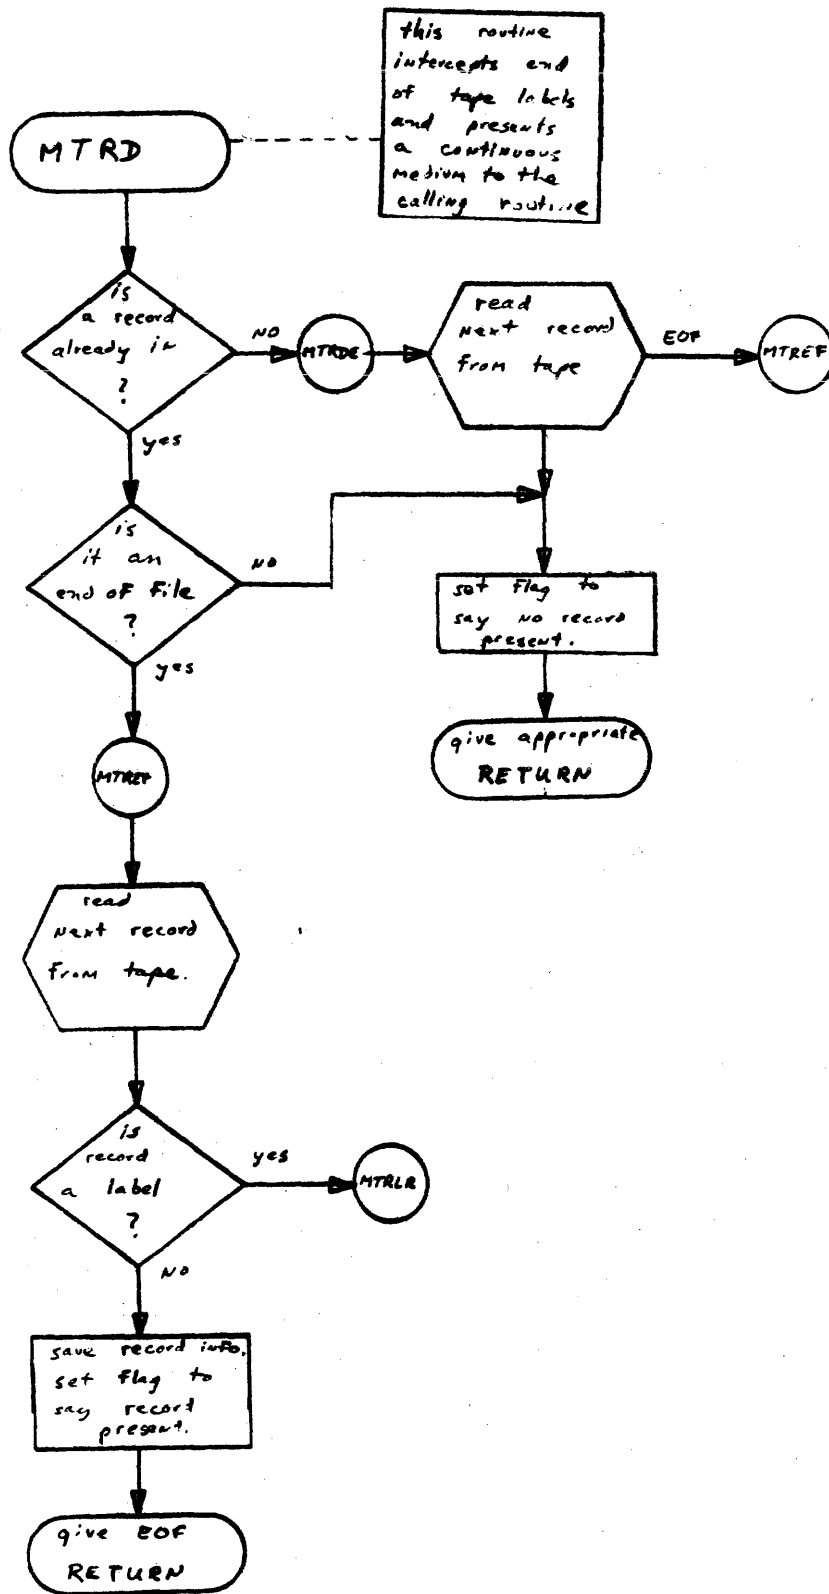 this routine
intercepts end
of tape labels
and presents
a continuous
medium to the
calling routine
MTRD
is
a record
already in
?
NO
MTRDE
read
next record
from tape
EOF
MTREF
yes
is
it an
end of file
?
NO
set flag to
say no record
present.
yes
give appropriate
RETURN
MTREF
read
next record
from tape.
is
record
a label
?
yes
MTRLR
NO
save record info.
set flag to
say record
present.
give EOF
RETURN